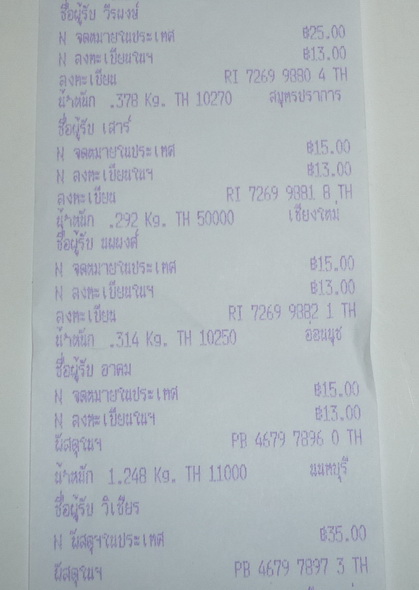 ชื่อผู้รับ วีรพงษ์
N จดหมายในประเทศ ฿25.00
N ลงทะเบียนในฯ ฿13.00
ลงทะเบียน RI 7269 9880 4 TH
น้ำหนัก .378 Kg. TH 10270 สมุทรปราการ
ชื่อผู้รับ เสาร์
N จดหมายในประเทศ ฿15.00
N ลงทะเบียนในฯ ฿13.00
ลงทะเบียน RI 7269 9881 8 TH
น้ำหนัก .292 Kg. TH 50000 เชียงใหม่
ชื่อผู้รับ
N จดหมายในประเทศ ฿15.00
N ลงทะเบียนในฯ ฿13.00
ลงทะเบียน RI 7269 9882 1 TH
น้ำหนัก .314 Kg. TH 10250 อ่อนนุช
ชื่อผู้รับ อาคม
N จดหมายในประเทศ ฿15.00
N ลงทะเบียนในฯ ฿13.00
พัสดุในฯ PB 4679 7896 0 TH
น้ำหนัก 1.248 Kg. TH 11000 นนทบุรี
ชื่อผู้รับ วิเชียร
N พัสดุฯในประเทศ ฿35.00
พัสดุในฯ PB 4679 7897 3 TH